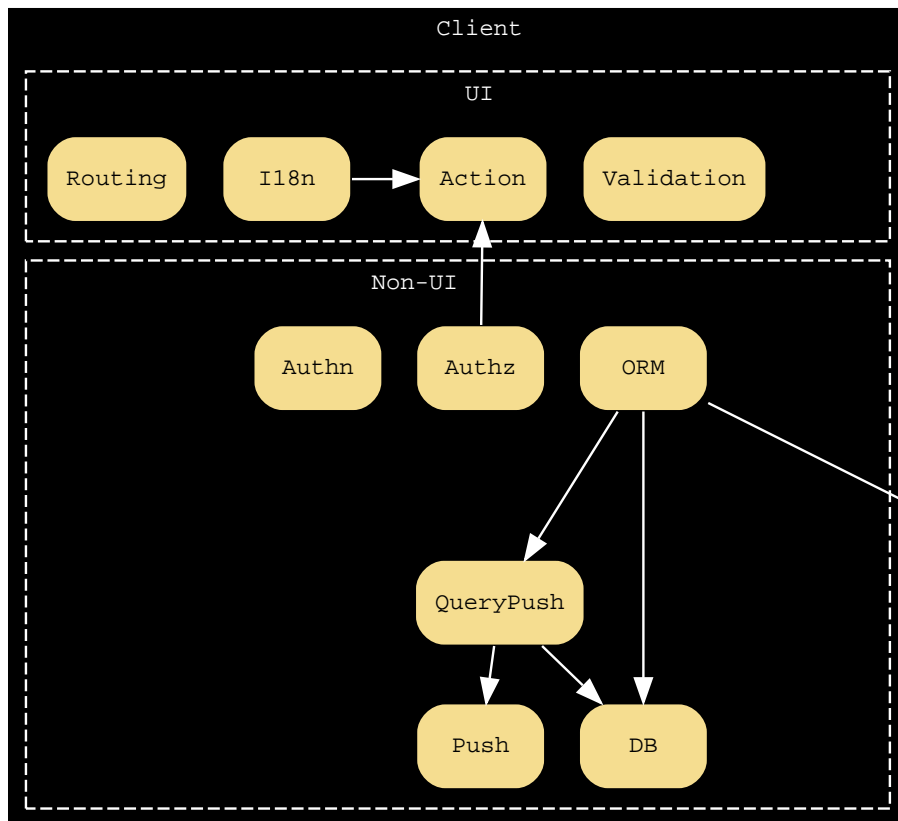 Client
UI
Routing
I18n
Action
Validation
Non-UI
Authn
Authz
ORM
QueryPush
Push
DB